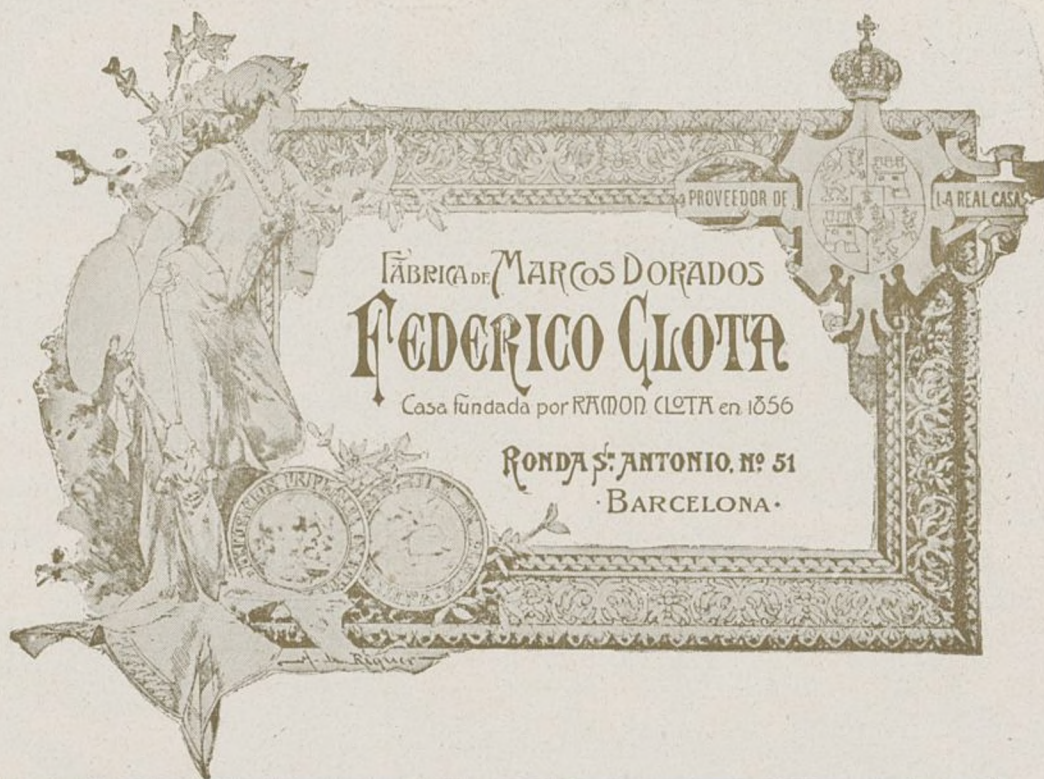 PROVEEDOR DE LA REAL CASA
FÁBRICA DE MARCOS DORADOS
FEDERICO CLOTA
Casa fundada por RAMON CLOTA en 1856
RONDA Sn ANTONIO, Nº 51
·BARCELONA·
A. de Riquer